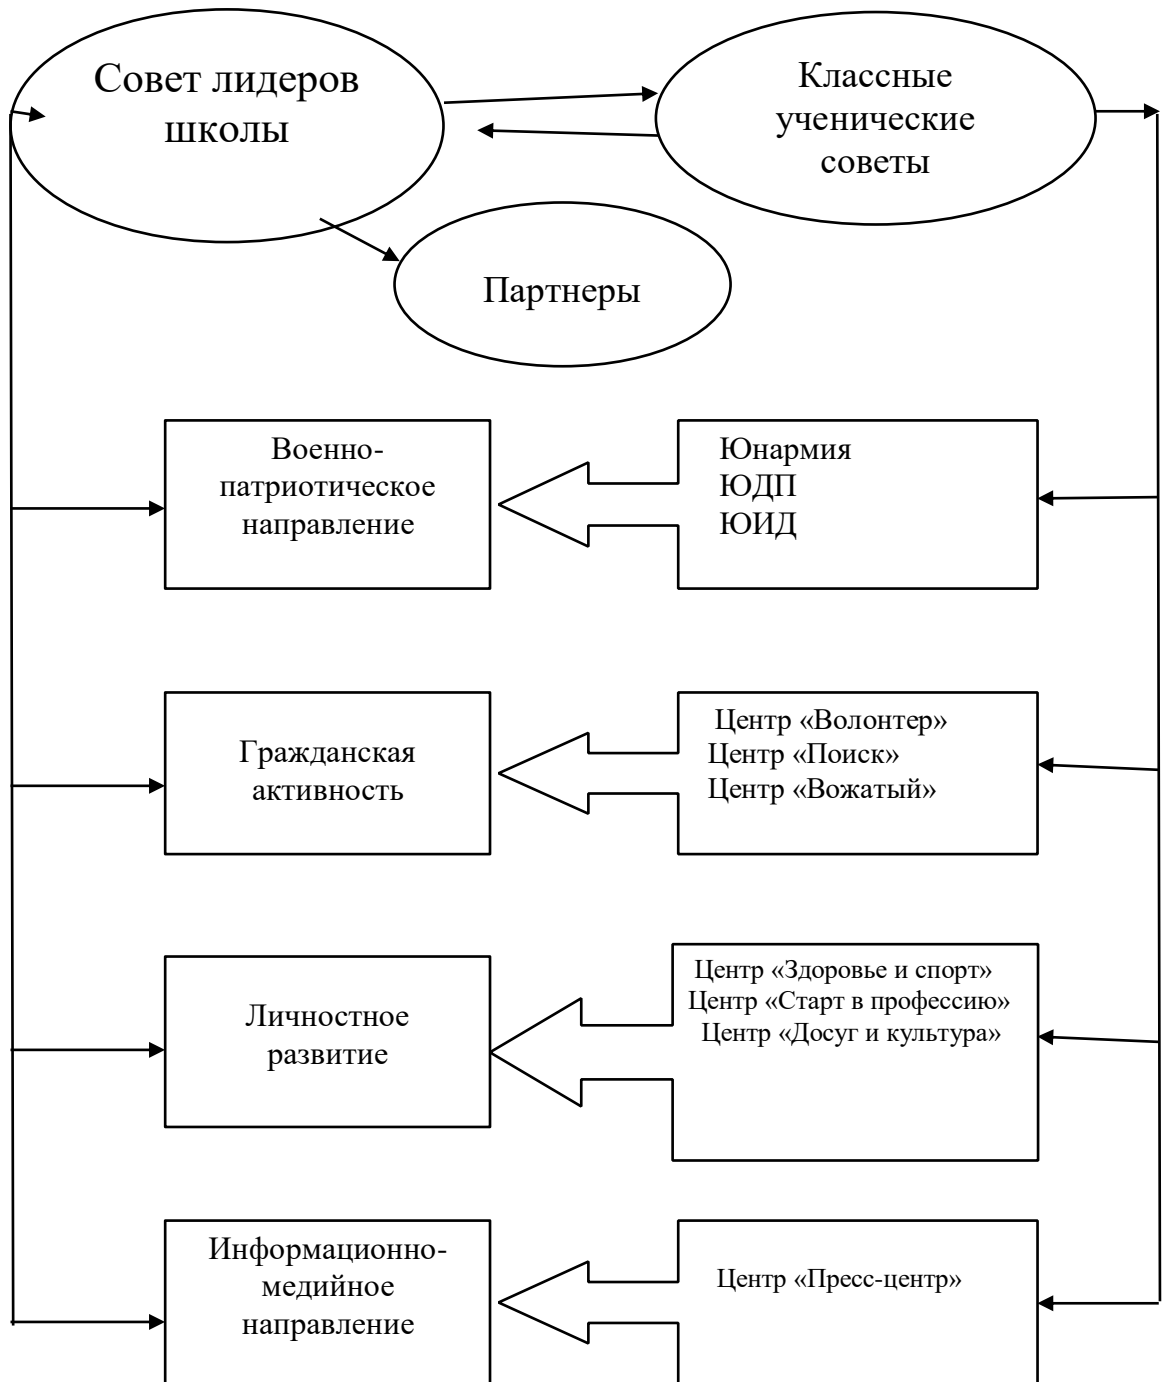 Совет лидеров
школы
Классные
ученические
советы
Партнеры
Военно-
патриотическое
направление
Юнармия
ЮДП
ЮИД
Гражданская
активность
Центр «Волонтер»
Центр «Поиск»
Центр «Вожатый»
Личностное
развитие
Центр «Здоровье и спорт»
Центр «Старт в профессию»
Центр «Досуг и культура»
Информационно-
медийное
направление
Центр «Пресс-центр»